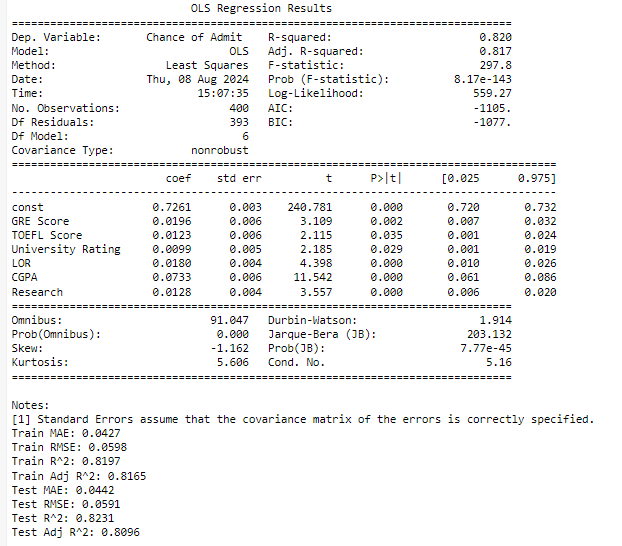 OLS Regression Results
==============================================================================
Dep. Variable: Chance of Admit R-squared: 0.820
Model: OLS Adj. R-squared: 0.817
Method: Least Squares F-statistic: 297.8
Date: Thu, 08 Aug 2024 Prob (F-statistic): 8.17e-143
Time: 15:07:35 Log-Likelihood: 559.27
No. Observations: 400 AIC: -1105.
Df Residuals: 393 BIC: -1077.
Df Model: 6
Covariance Type: nonrobust
=====================================================================================
coef std err t P>|t| [0.025 0.975]
-------------------------------------------------------------------------------------
const 0.7261 0.003 240.781 0.000 0.720 0.732
GRE Score 0.0196 0.006 3.109 0.002 0.007 0.032
TOEFL Score 0.0123 0.006 2.115 0.035 0.001 0.024
University Rating 0.0099 0.005 2.185 0.029 0.001 0.019
LOR 0.0180 0.004 4.398 0.000 0.010 0.026
CGPA 0.0733 0.006 11.542 0.000 0.061 0.086
Research 0.0128 0.004 3.557 0.000 0.006 0.020
==============================================================================
Omnibus: 91.047 Durbin-Watson: 1.914
Prob(Omnibus): 0.000 Jarque-Bera (JB): 203.132
Skew: -1.162 Prob(JB): 7.77e-45
Kurtosis: 5.606 Cond. No. 5.16
==============================================================================
Notes:
[1] Standard Errors assume that the covariance matrix of the errors is correctly specified.
Train MAE: 0.0427
Train RMSE: 0.0598
Train R^2: 0.8197
Train Adj R^2: 0.8165
Test MAE: 0.0442
Test RMSE: 0.0591
Test R^2: 0.8231
Test Adj R^2: 0.8096